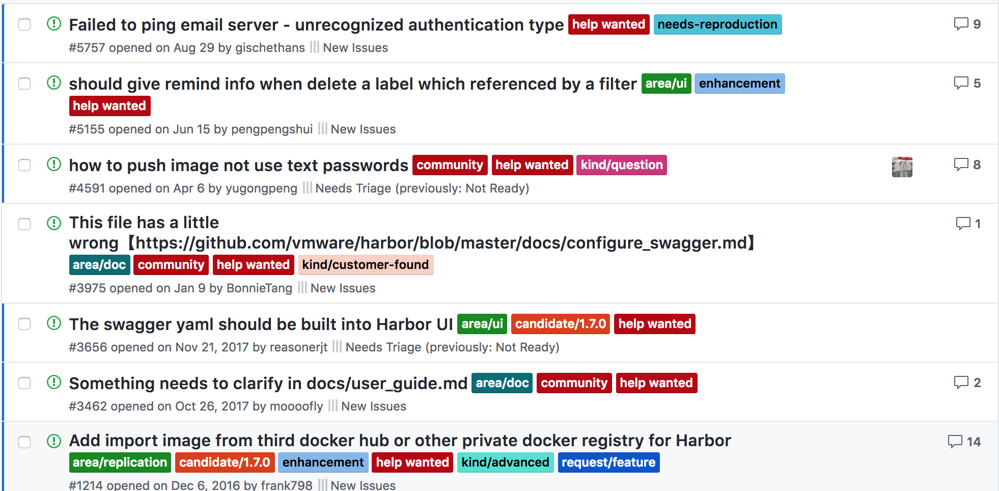 Failed to ping email server - unrecognized authentication type help wanted needs-reproduction 9
#5757 opened on Aug 29 by gischethans New Issues
should give remind info when delete a label which referenced by a filter area/ui enhancement 5
help wanted
#5155 opened on Jun 15 by pengpengshui New Issues
how to push image not use text passwords community help wanted kind/question 8
#4591 opened on Apr 6 by yugongpeng Needs Triage (previously: Not Ready)
This file has a little 1
wrong【https://github.com/vmware/harbor/blob/master/docs/configure_swagger.md】
area/doc community help wanted kind/customer-found
#3975 opened on Jan 9 by BonnieTang New Issues
The swagger yaml should be built into Harbor UI area/ui candidate/1.7.0 help wanted
#3656 opened on Nov 21, 2017 by reasonerjt Needs Triage (previously: Not Ready)
Something needs to clarify in docs/user_guide.md area/doc community help wanted 2
#3462 opened on Oct 26, 2017 by moooofly New Issues
Add import image from third docker hub or other private docker registry for Harbor 14
area/replication candidate/1.7.0 enhancement help wanted kind/advanced request/feature
#1214 opened on Dec 6, 2016 by frank798 New Issues